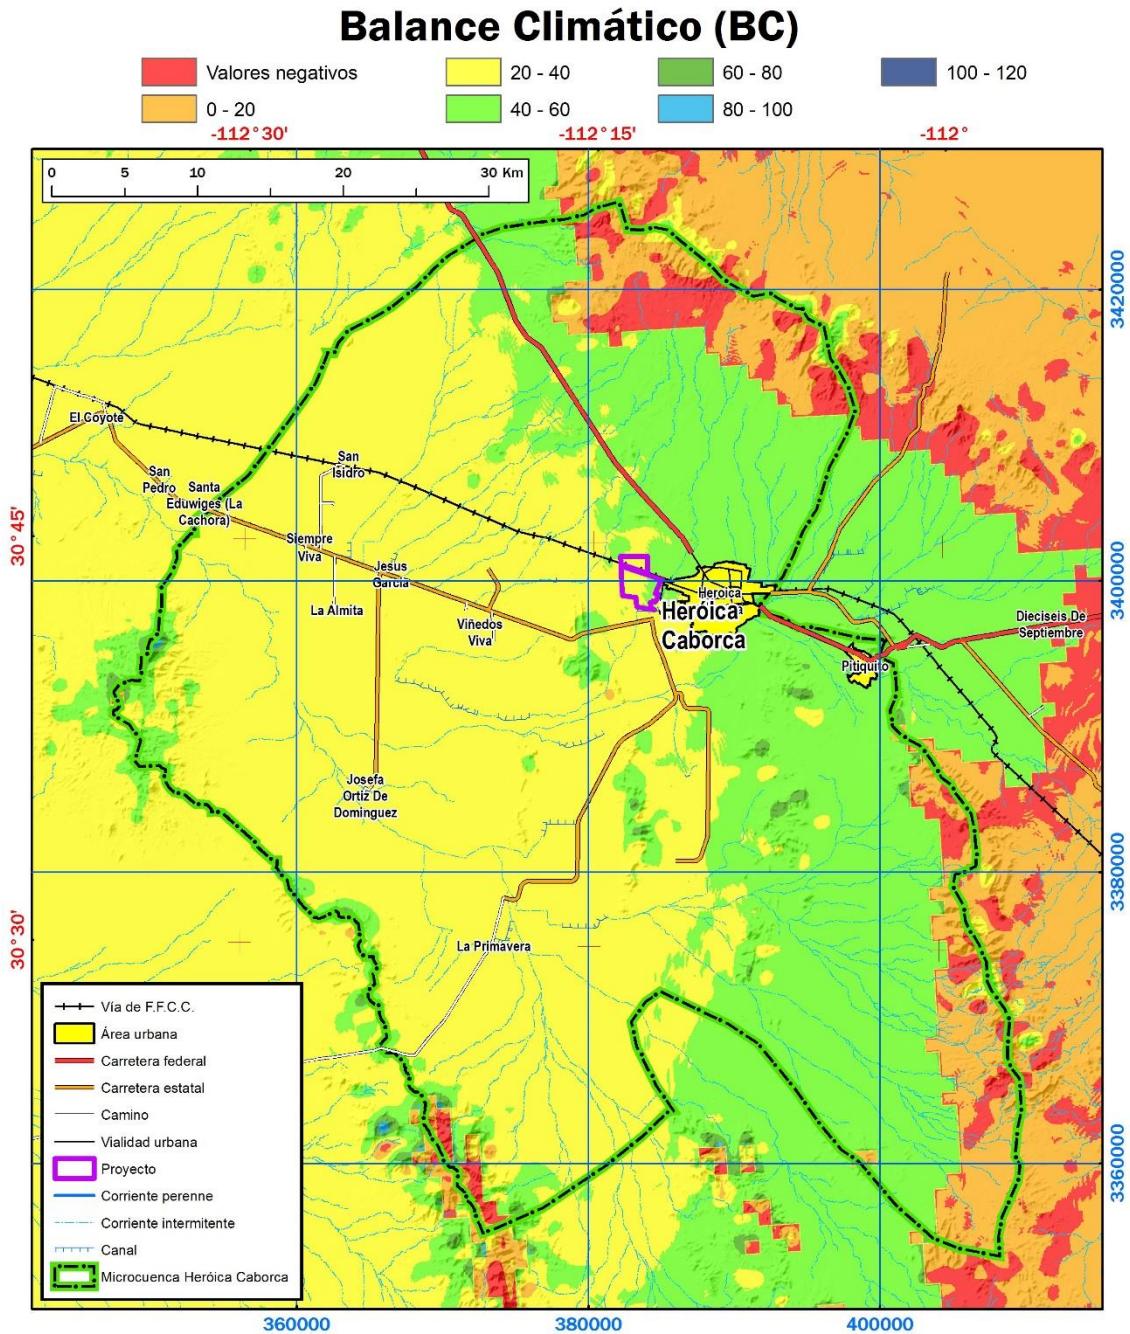 Balance Climático (BC)
Valores negativos
20 - 40
60 - 80
100 - 120
0 - 20
40 - 60
80 - 100
-112°30'
-112°15'
-112°
0 5 10 20 30 Km
3420000
El Coyote
San
Isidro
San
Pedro
Santa
Eduwiges (La
Cachora)
30°45'
Siempre
Viva
Jesus
García
3400000
La Almita
Viñedos
Viva
Heroica
Heróica
Caborca
Dieciseis De
Septiembre
Pitiquito
Josefa
Ortiz De
Dominguez
3380000
30°30'
La Primavera
Vía de F.F.C.C.
Área urbana
Carretera federal
Carretera estatal
Camino
Vialidad urbana
Proyecto
Corriente perenne
Corriente intermitente
Canal
Microcuenca Heróica Caborca
3360000
360000
380000
400000